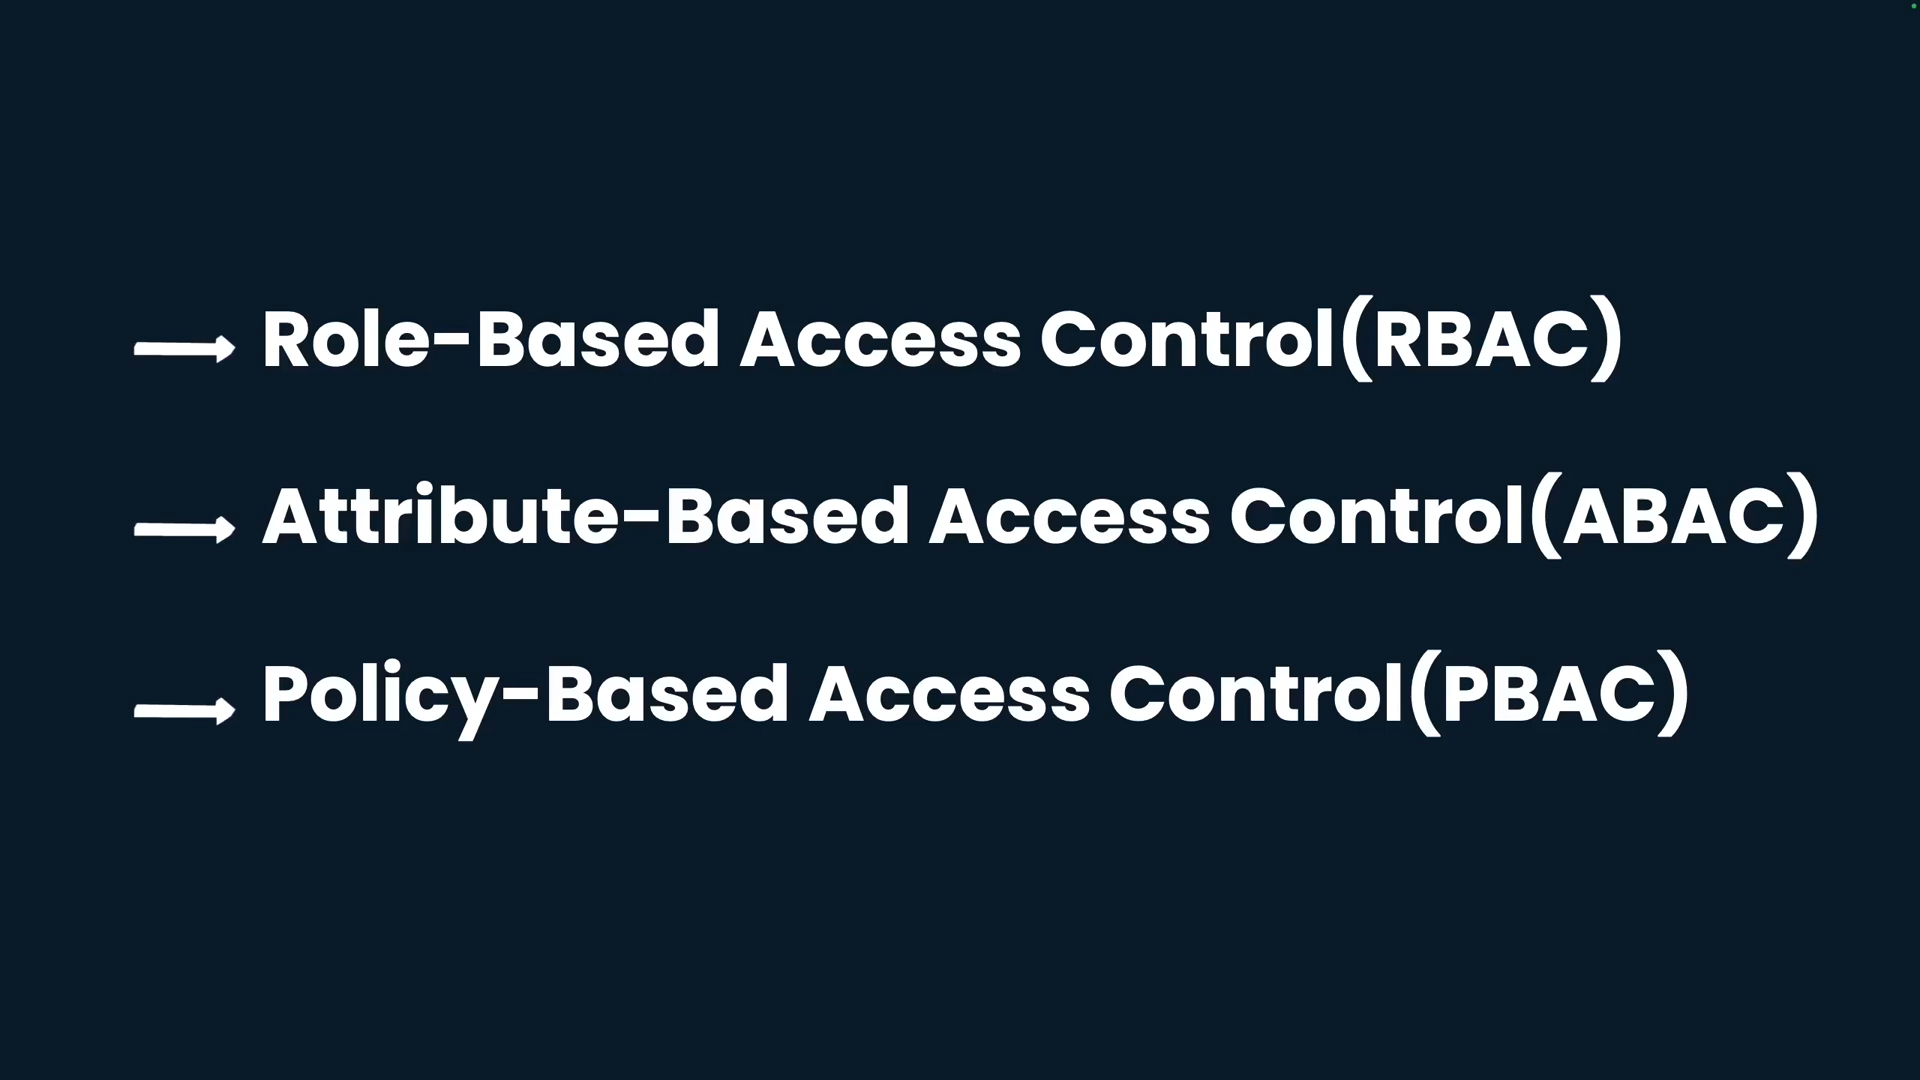 Role-Based Access Control(RBAC)
Attribute-Based Access Control(ABAC)
Policy-Based Access Control(PBAC)